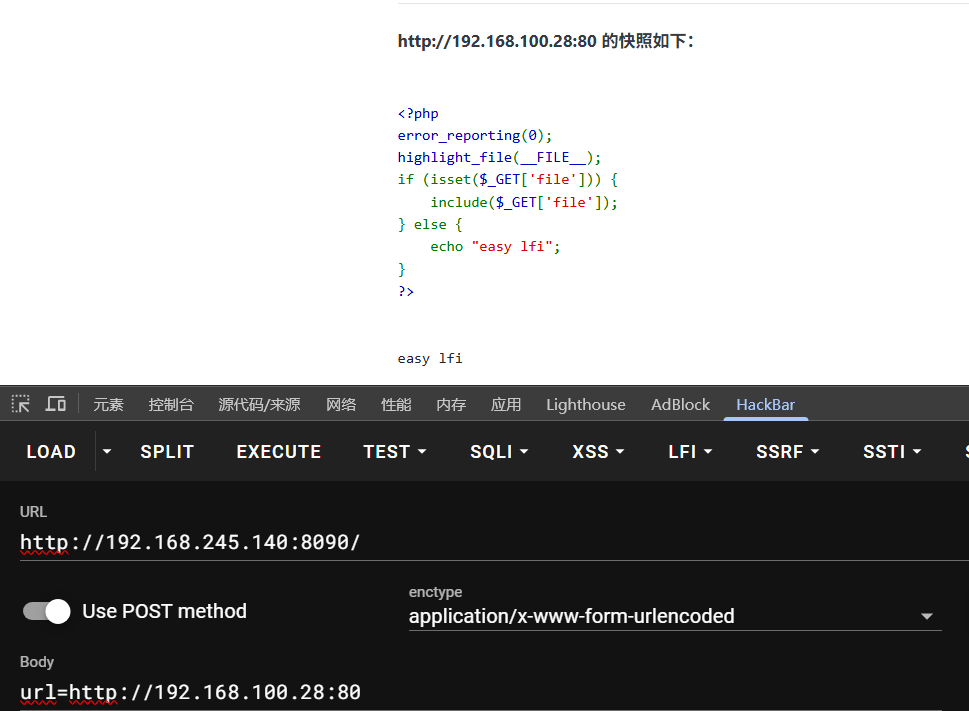 http://192.168.100.28:80 的快照如下：
<?php
error_reporting(0);
highlight_file(__FILE__);
if (isset($_GET['file'])) {
    include($_GET['file']);
} else {
    echo "easy lfi";
}
?>
easy lfi
元素 控制台 源代码/来源 网络 性能 内存 应用 Lighthouse AdBlock HackBar
LOAD SPLIT EXECUTE TEST SQLI XSS LFI SSRF SSTI
URL
http://192.168.245.140:8090/
enctype
Use POST method application/x-www-form-urlencoded
Body
url=http://192.168.100.28:80